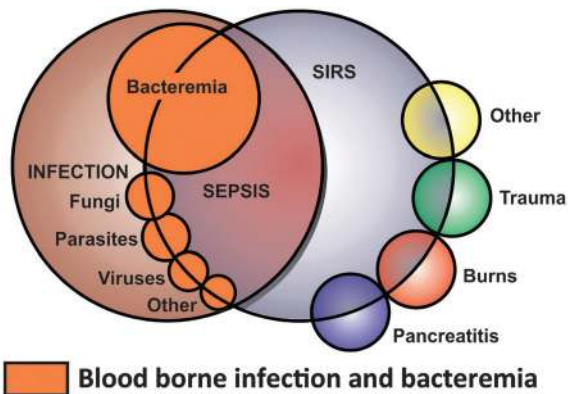 Bacteremia
SIRS
Other
INFECTION
SEPSIS
Fungi
Trauma
Parasites
Viruses
Burns
Other
Pancreatitis
Blood borne infection and bacteremia